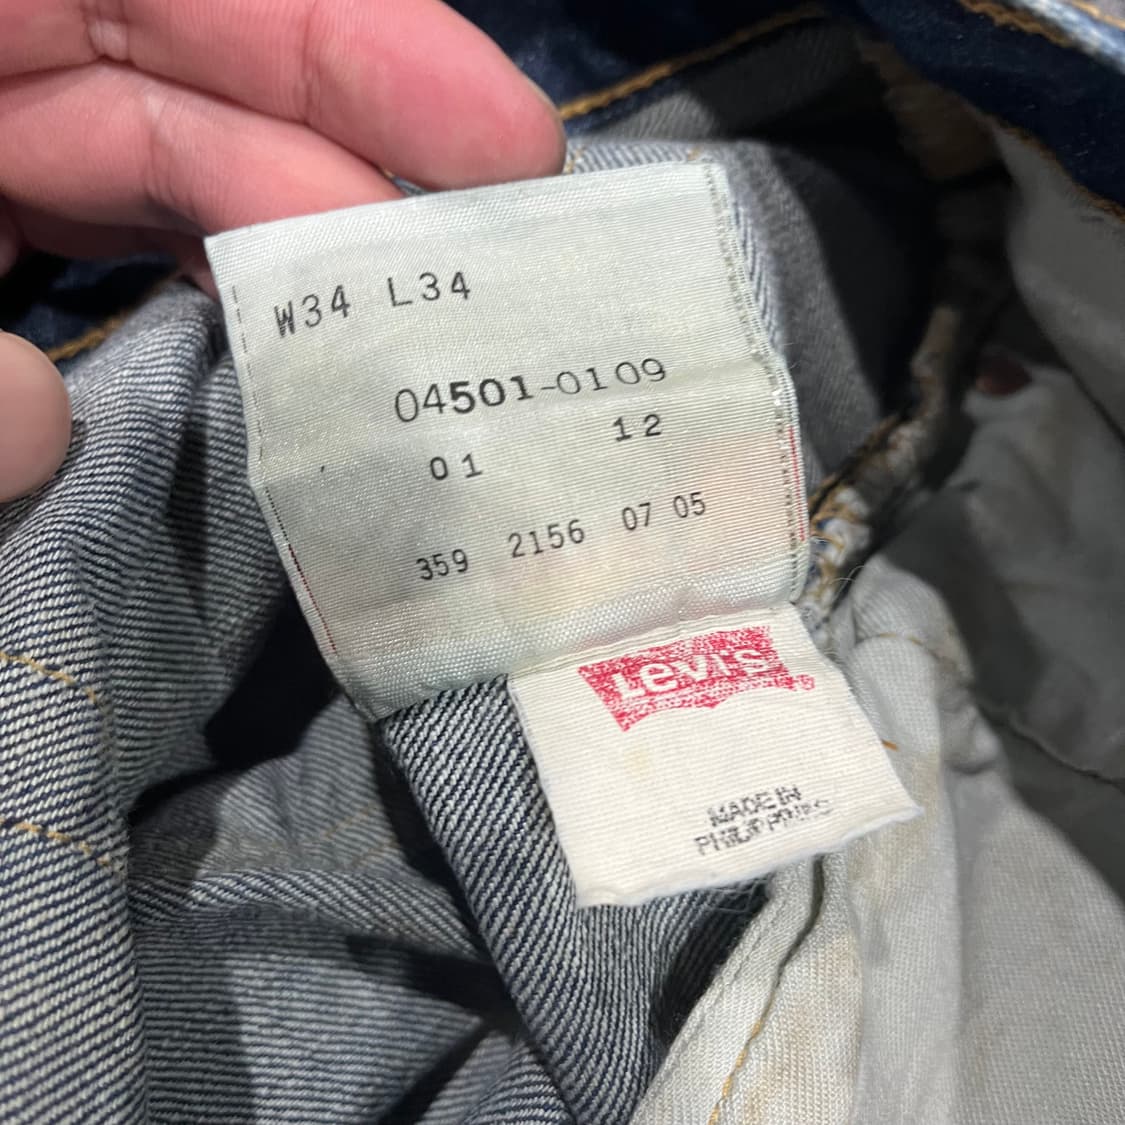 W34 L34
04501-0109
01 12
359 2156 07 05
Levi's
MADE IN
PHILIPPINES